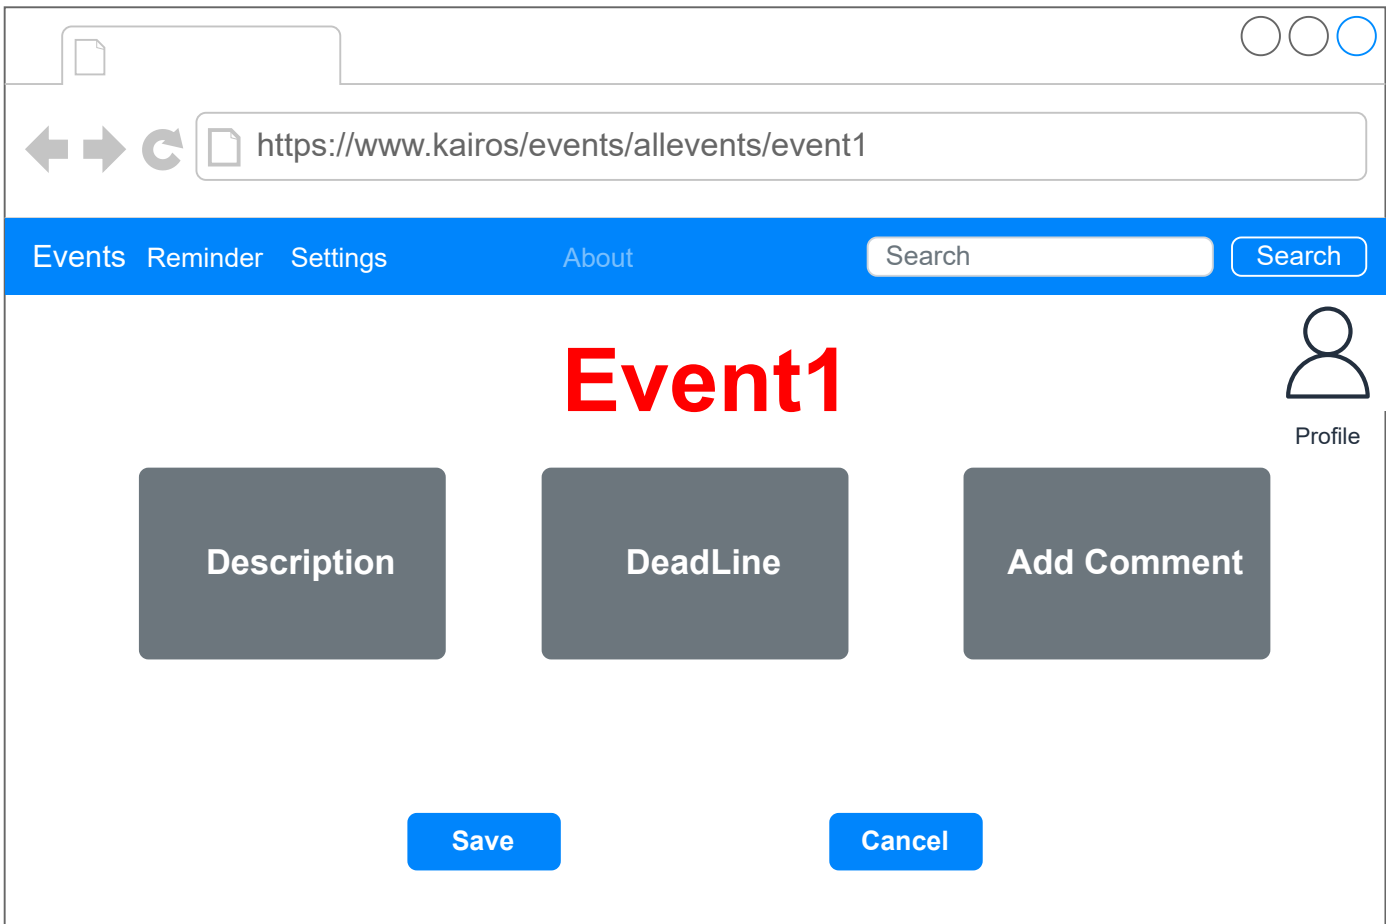 https://www.kairos/events/allevents/event1
Events Reminder Settings About Search Search
Event1
Profile
Description DeadLine Add Comment
Save Cancel